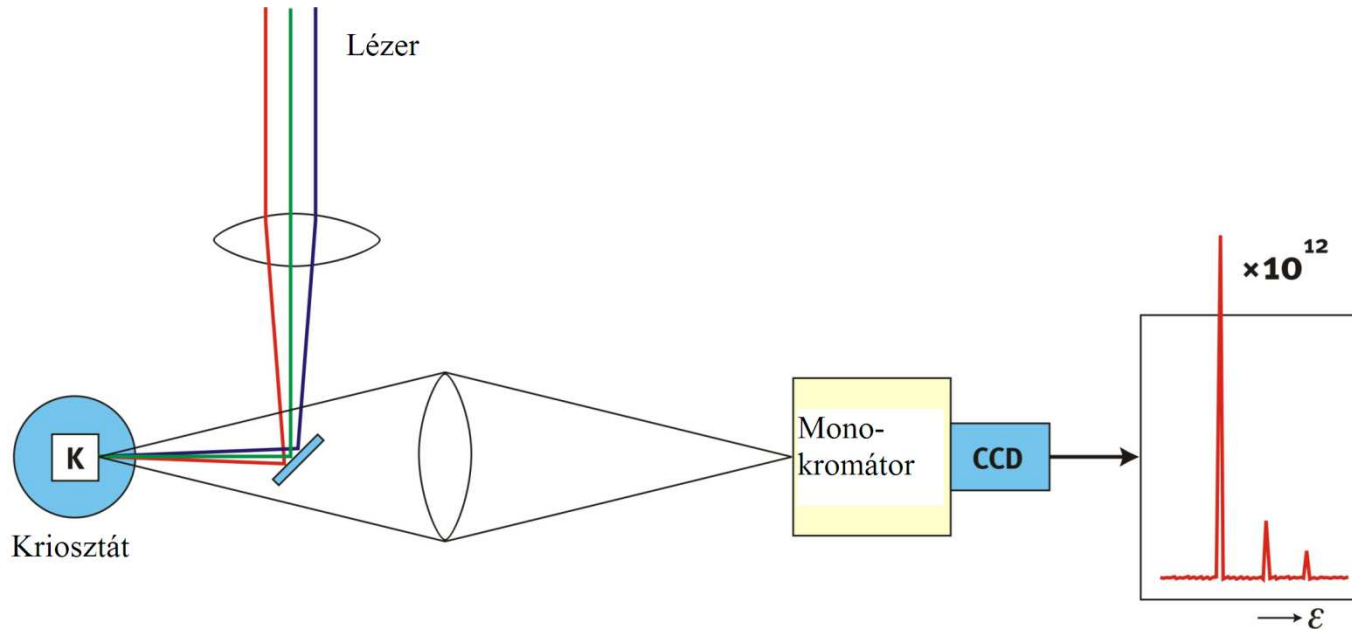 Lézer
×10¹²
K
Mono-
kromátor
CCD
Kriosztát
ε